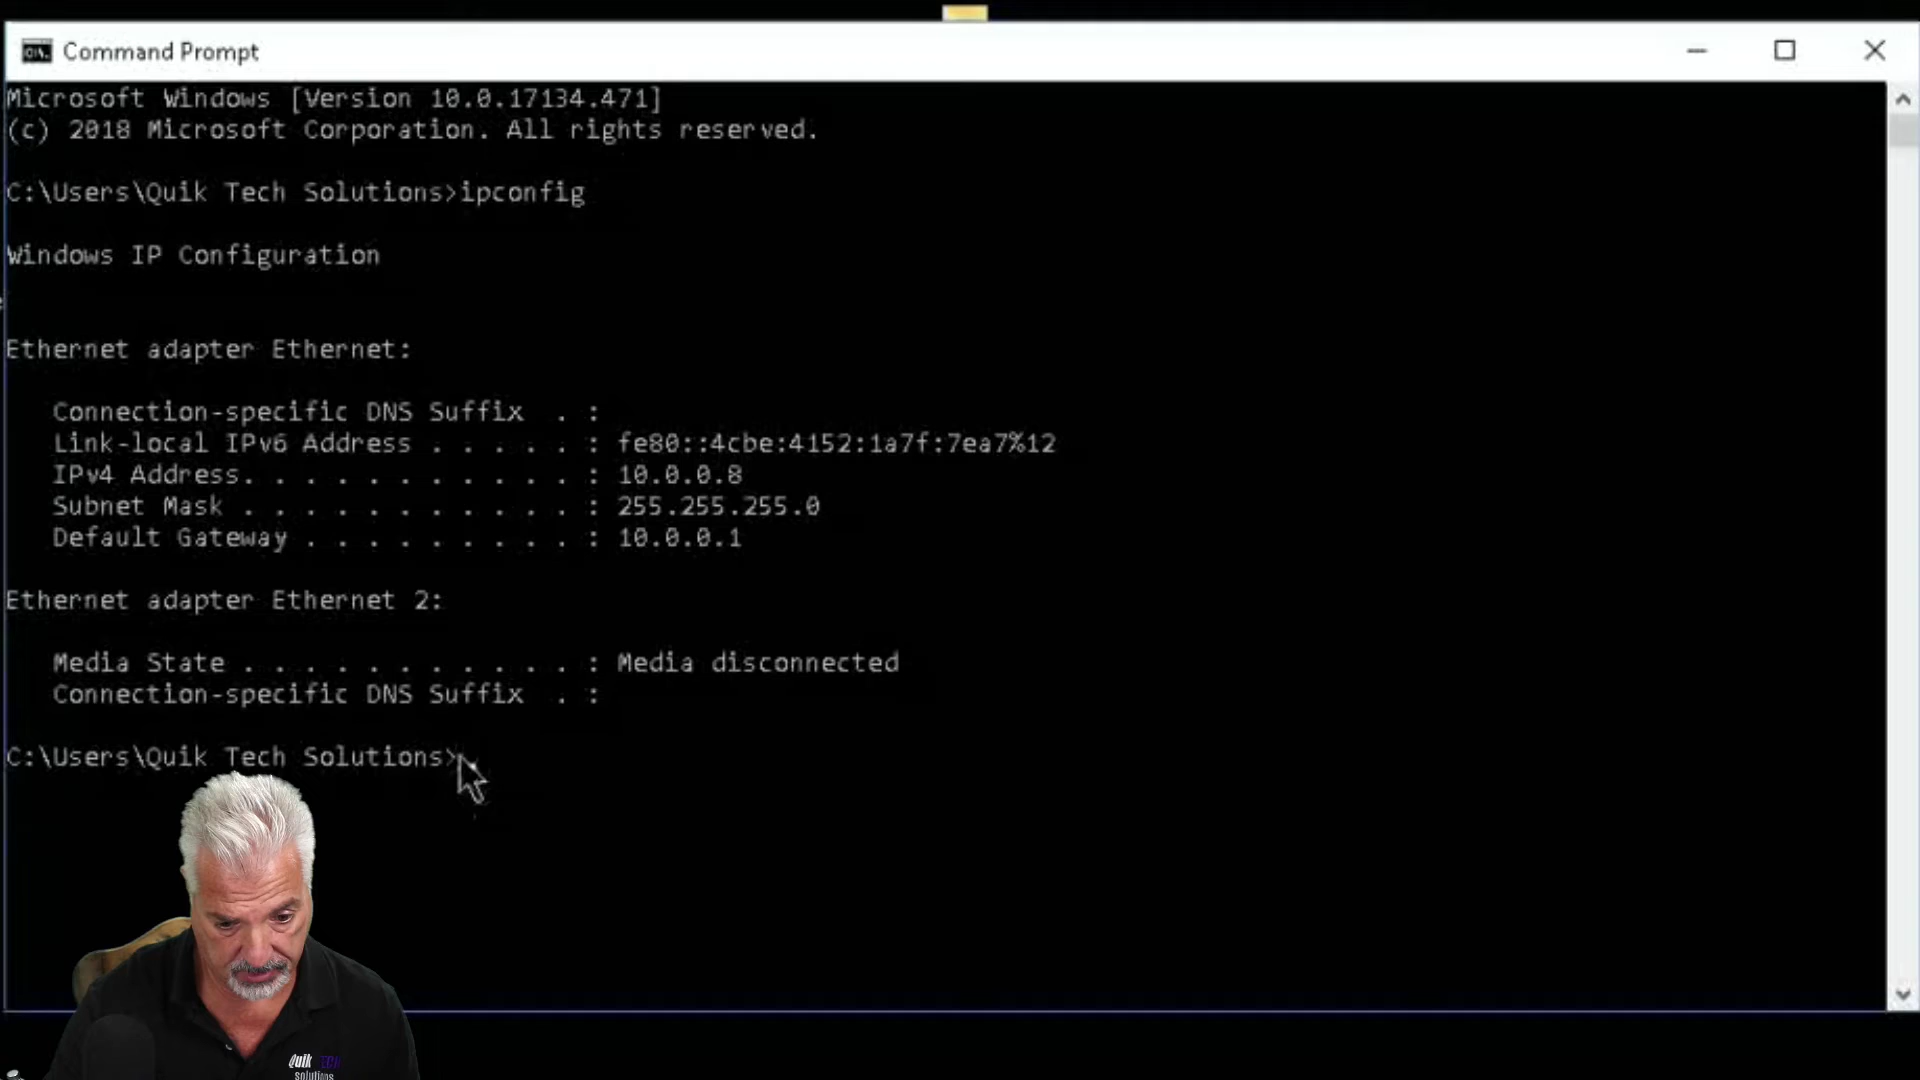 Command Prompt
Microsoft Windows [Version 10.0.17134.471]
(c) 2018 Microsoft Corporation. All rights reserved.
C:\Users\Quik Tech Solutions>ipconfig
Windows IP Configuration
Ethernet adapter Ethernet:
Connection-specific DNS Suffix  . :
Link-local IPv6 Address . . . . . : fe80::4cbe:4152:1a7f:7ea7%12
IPv4 Address. . . . . . . . . . . : 10.0.0.8
Subnet Mask . . . . . . . . . . . : 255.255.255.0
Default Gateway . . . . . . . . . : 10.0.0.1
Ethernet adapter Ethernet 2:
Media State . . . . . . . . . . . : Media disconnected
Connection-specific DNS Suffix  . :
C:\Users\Quik Tech Solutions>
Quik TECH
solutions